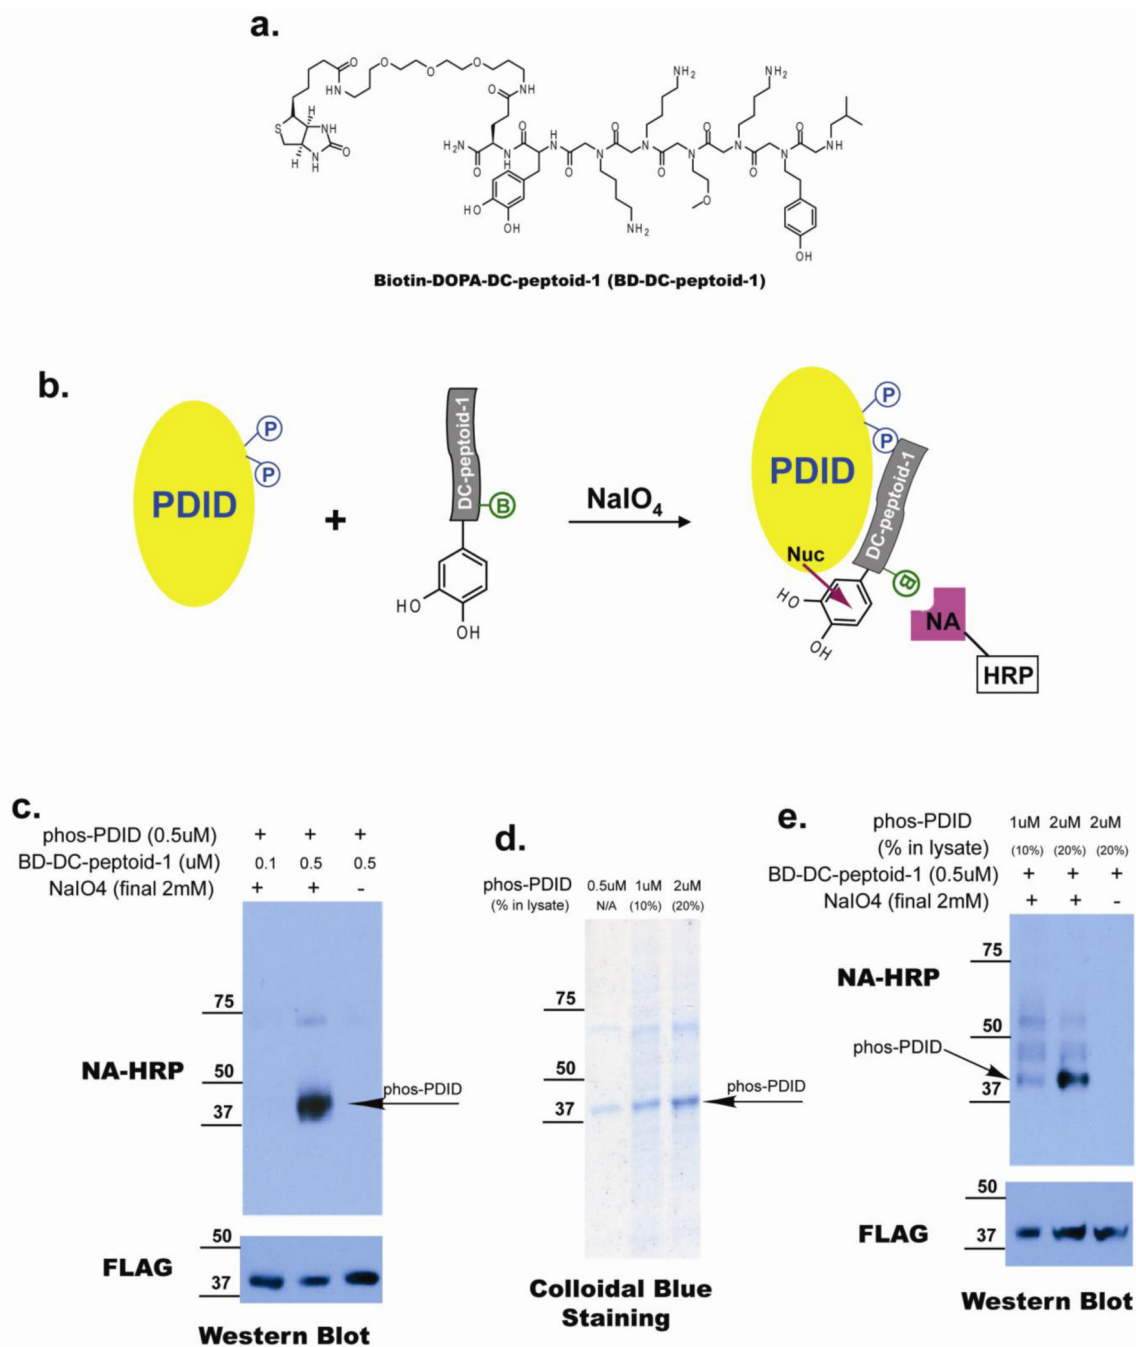 a.
O
HN
O
O
O
NH
O
S
H
H
NH
N
H
O
H₂N
O
N
H
O
HO
OH
H
N
O
N
NH₂
O
NH₂
N
O
N
O
O
NH₂
N
O
N
OH
O
NH
Biotin-DOPA-DC-peptoid-1 (BD-DC-peptoid-1)
b.
PDID
P
P
+
DC-peptoid-1
B
HO
OH
NaIO₄
PDID
P
P
DC-peptoid-1
B
Nuc
HO
OH
NA
HRP
c.
phos-PDID (0.5uM) + + +
BD-DC-peptoid-1 (uM) 0.1 0.5 0.5
NaIO4 (final 2mM) + + -
75
NA-HRP
50
phos-PDID
37
50
FLAG
37
Western Blot
d.
phos-PDID 0.5uM 1uM 2uM
(% in lysate) N/A (10%) (20%)
75
50
phos-PDID
37
Colloidal Blue
Staining
e.
phos-PDID 1uM 2uM 2uM
(% in lysate) (10%) (20%) (20%)
BD-DC-peptoid-1 (0.5uM) + + +
NaIO4 (final 2mM) + + -
75
NA-HRP
50
phos-PDID
37
50
FLAG
37
Western Blot